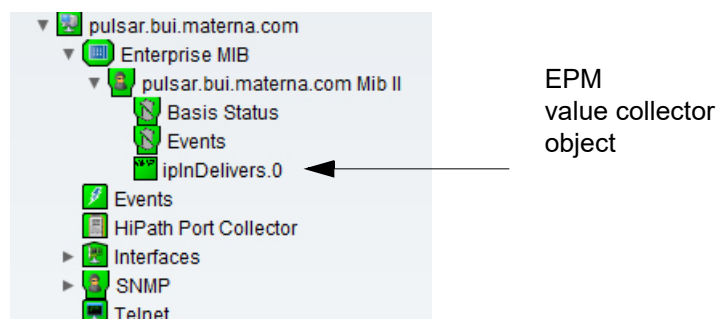 pulsar.bui.materna.com
Enterprise MIB
pulsar.bui.materna.com Mib II
Basis Status
Events
ipInDelivers.0
Events
HiPath Port Collector
Interfaces
SNMP
Telnet
EPM
value collector
object